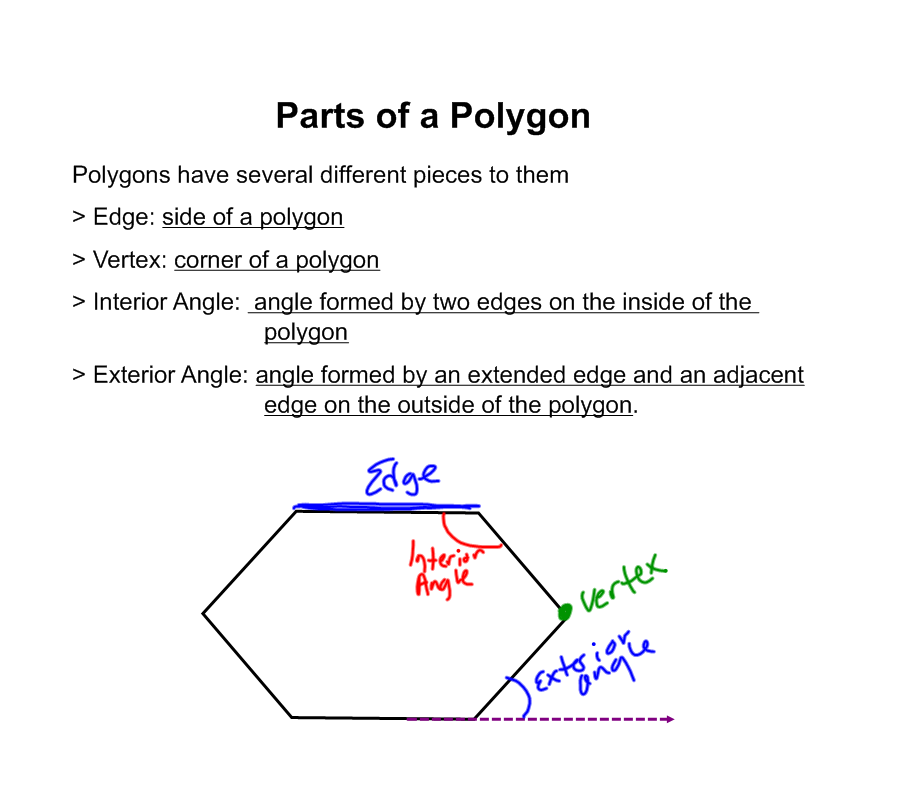 Parts of a Polygon
Polygons have several different pieces to them
> Edge: side of a polygon
> Vertex: corner of a polygon
> Interior Angle: angle formed by two edges on the inside of the
polygon
> Exterior Angle: angle formed by an extended edge and an adjacent
edge on the outside of the polygon.
Edge
Interior
Angle
vertex
Exterior
angle